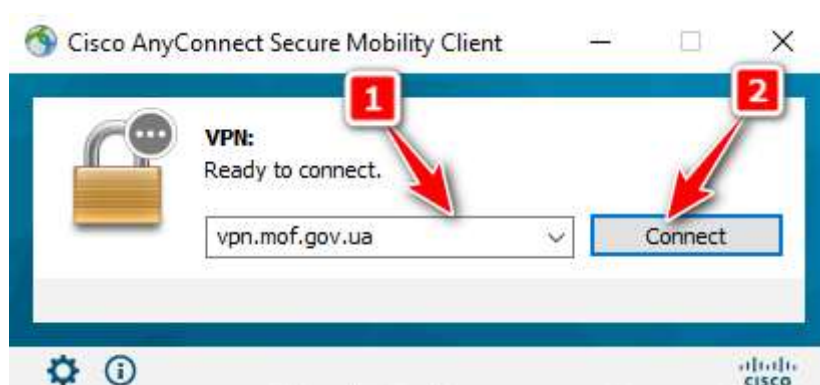 Cisco AnyConnect Secure Mobility Client
1
2
VPN:
Ready to connect.
vpn.mof.gov.ua
Connect
cisco